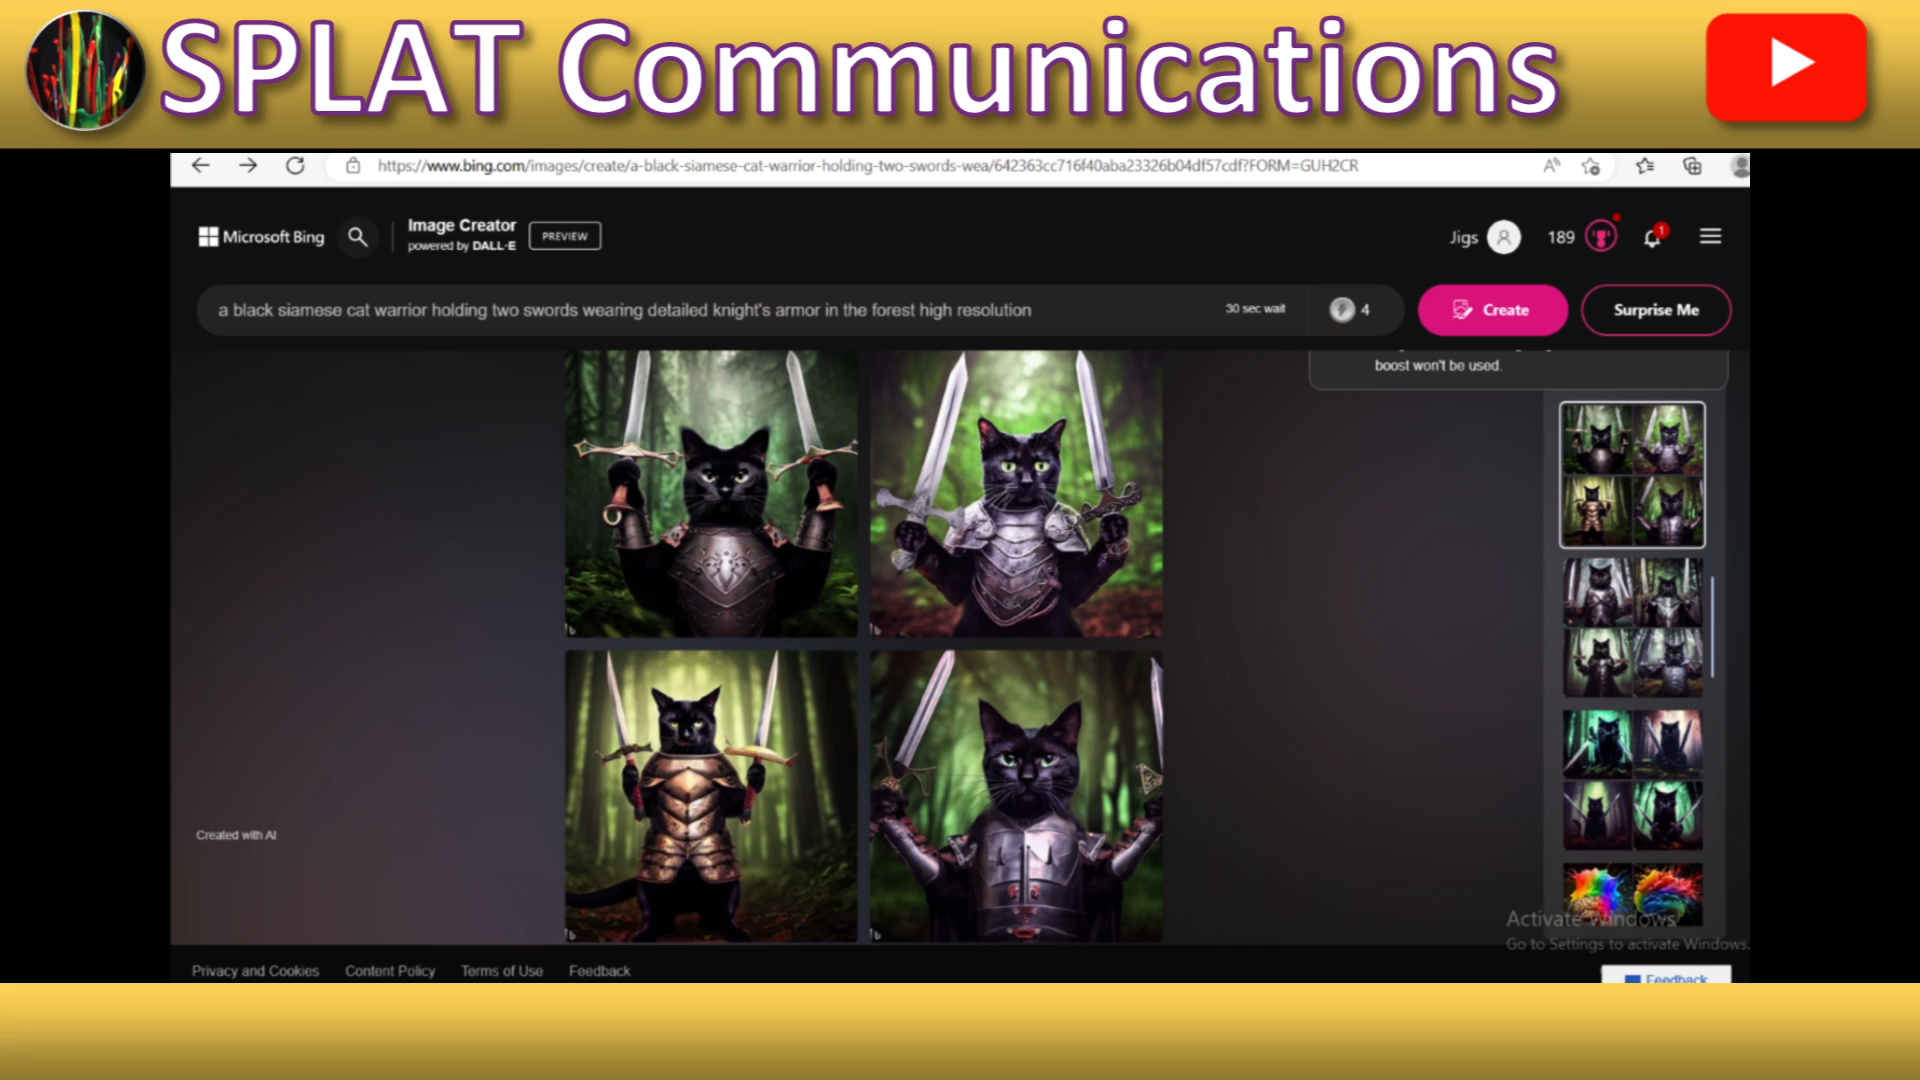 SPLAT Communications
https://www.bing.com/images/create/a-black-siamese-cat-warrior-holding-two-swords-wea/642363cc716f40aba23326b04df57cdf?FORM=GUH2CR
Microsoft Bing
Image Creator
powered by DALL·E
PREVIEW
Jigs
189
1
a black siamese cat warrior holding two swords wearing detailed knight's armor in the forest high resolution
30 sec wait
4
Create
Surprise Me
boost won't be used.
Created with AI
Activate Windows
Go to Settings to activate Windows.
Privacy and Cookies
Content Policy
Terms of Use
Feedback
Feedback